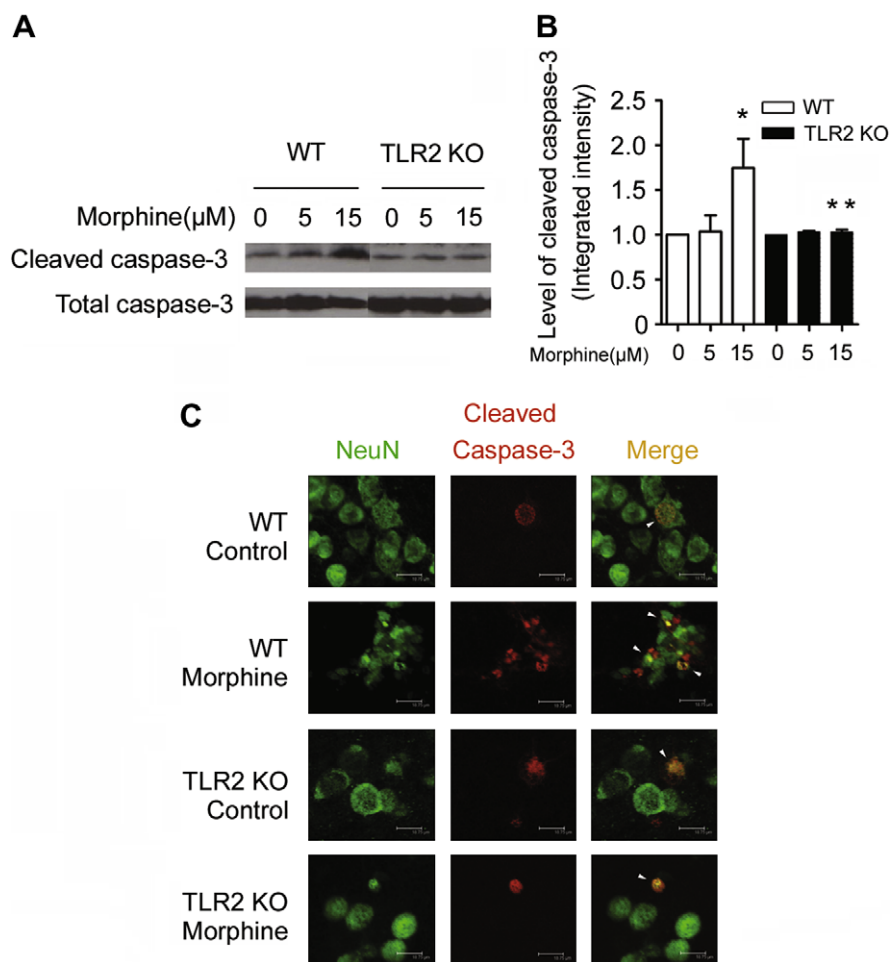 A
WT TLR2 KO
Morphine(µM) 0 5 15 0 5 15
Cleaved caspase-3
Total caspase-3
B
Level of cleaved caspase-3
(Integrated intensity)
WT
TLR2 KO
2.5
2.0
1.5
1.0
0.5
0
*
* *
Morphine(µM) 0 5 15 0 5 15
C
Cleaved
NeuN Caspase-3 Merge
WT
Control
WT
Morphine
TLR2 KO
Control
TLR2 KO
Morphine